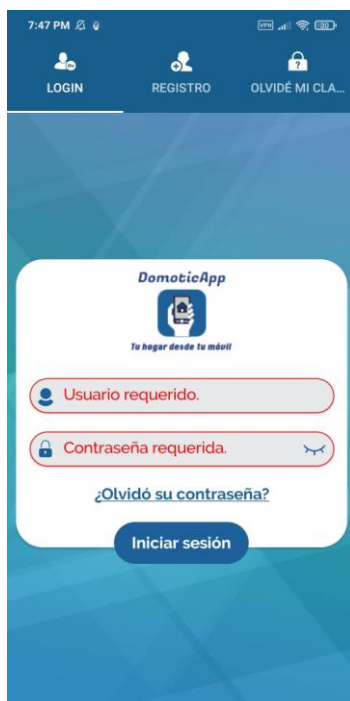 7:47 PM
VPN
LOGIN
REGISTRO
OLVIDÉ MI CLA...
DomoticApp
Tu hogar desde tu móvil
Usuario requerido.
Contraseña requerida.
¿Olvidó su contraseña?
Iniciar sesión